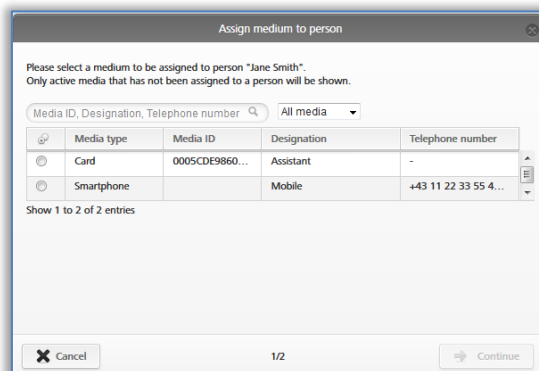 Assign medium to person
Please select a medium to be assigned to person "Jane Smith".
Only active media that has not been assigned to a person will be shown.
Media ID, Designation, Telephone number All media
Media type Media ID Designation Telephone number
Card 0005CDE9860... Assistant -
Smartphone Mobile +43 11 22 33 55 4...
Show 1 to 2 of 2 entries
Cancel 1/2 Continue